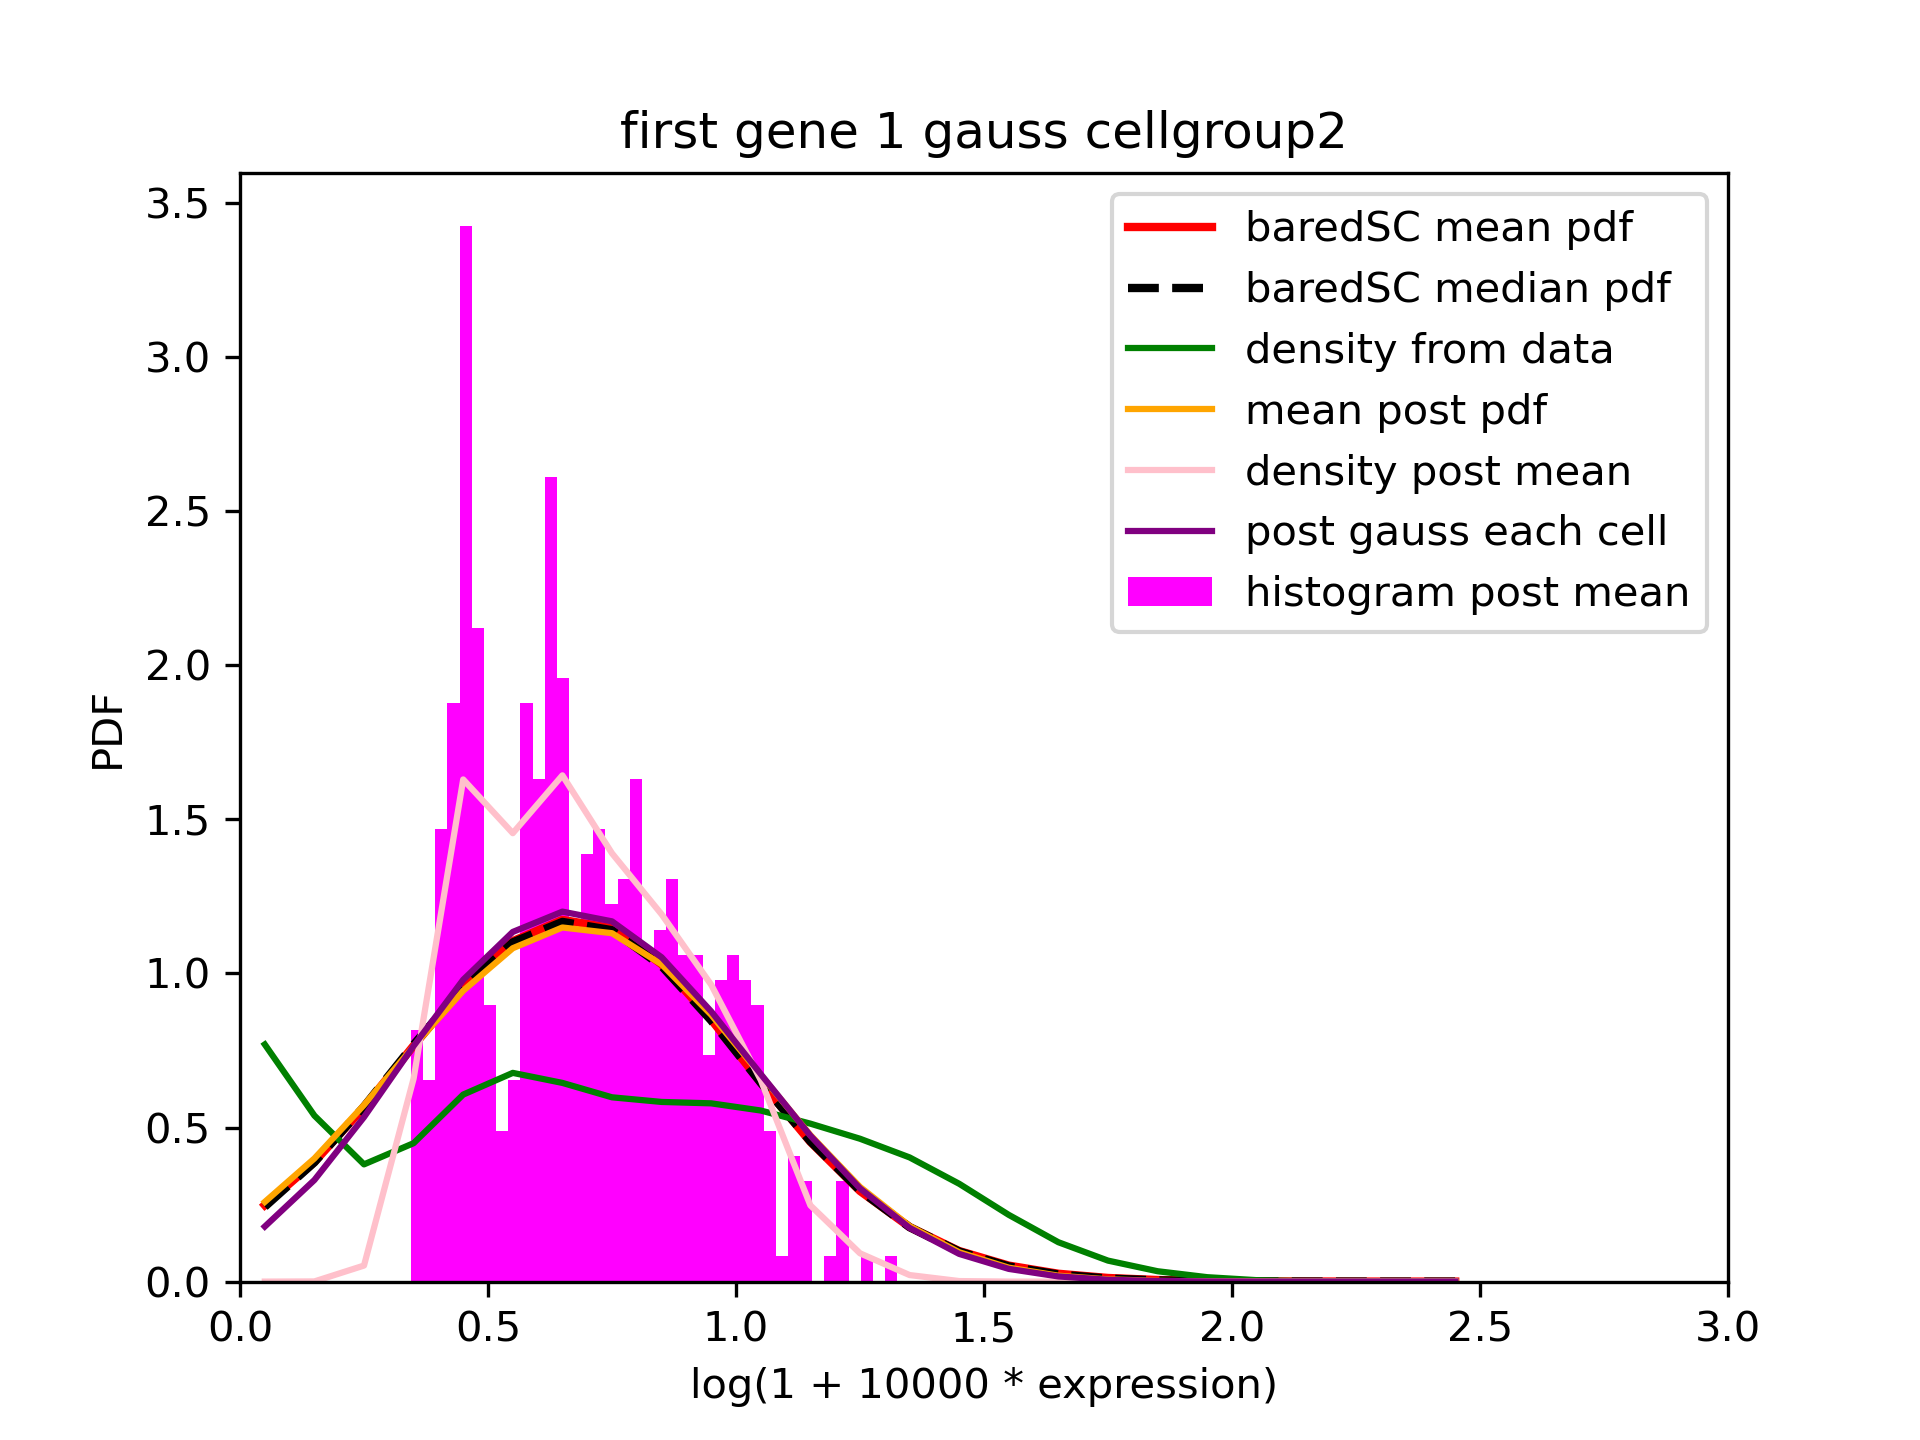 first gene 1 gauss cellgroup2
3.5
3.0
2.5
2.0
1.5
1.0
0.5
0.0
PDF
baredSC mean pdf
baredSC median pdf
density from data
mean post pdf
density post mean
post gauss each cell
histogram post mean
0.0 0.5 1.0 1.5 2.0 2.5 3.0
log(1 + 10000 * expression)